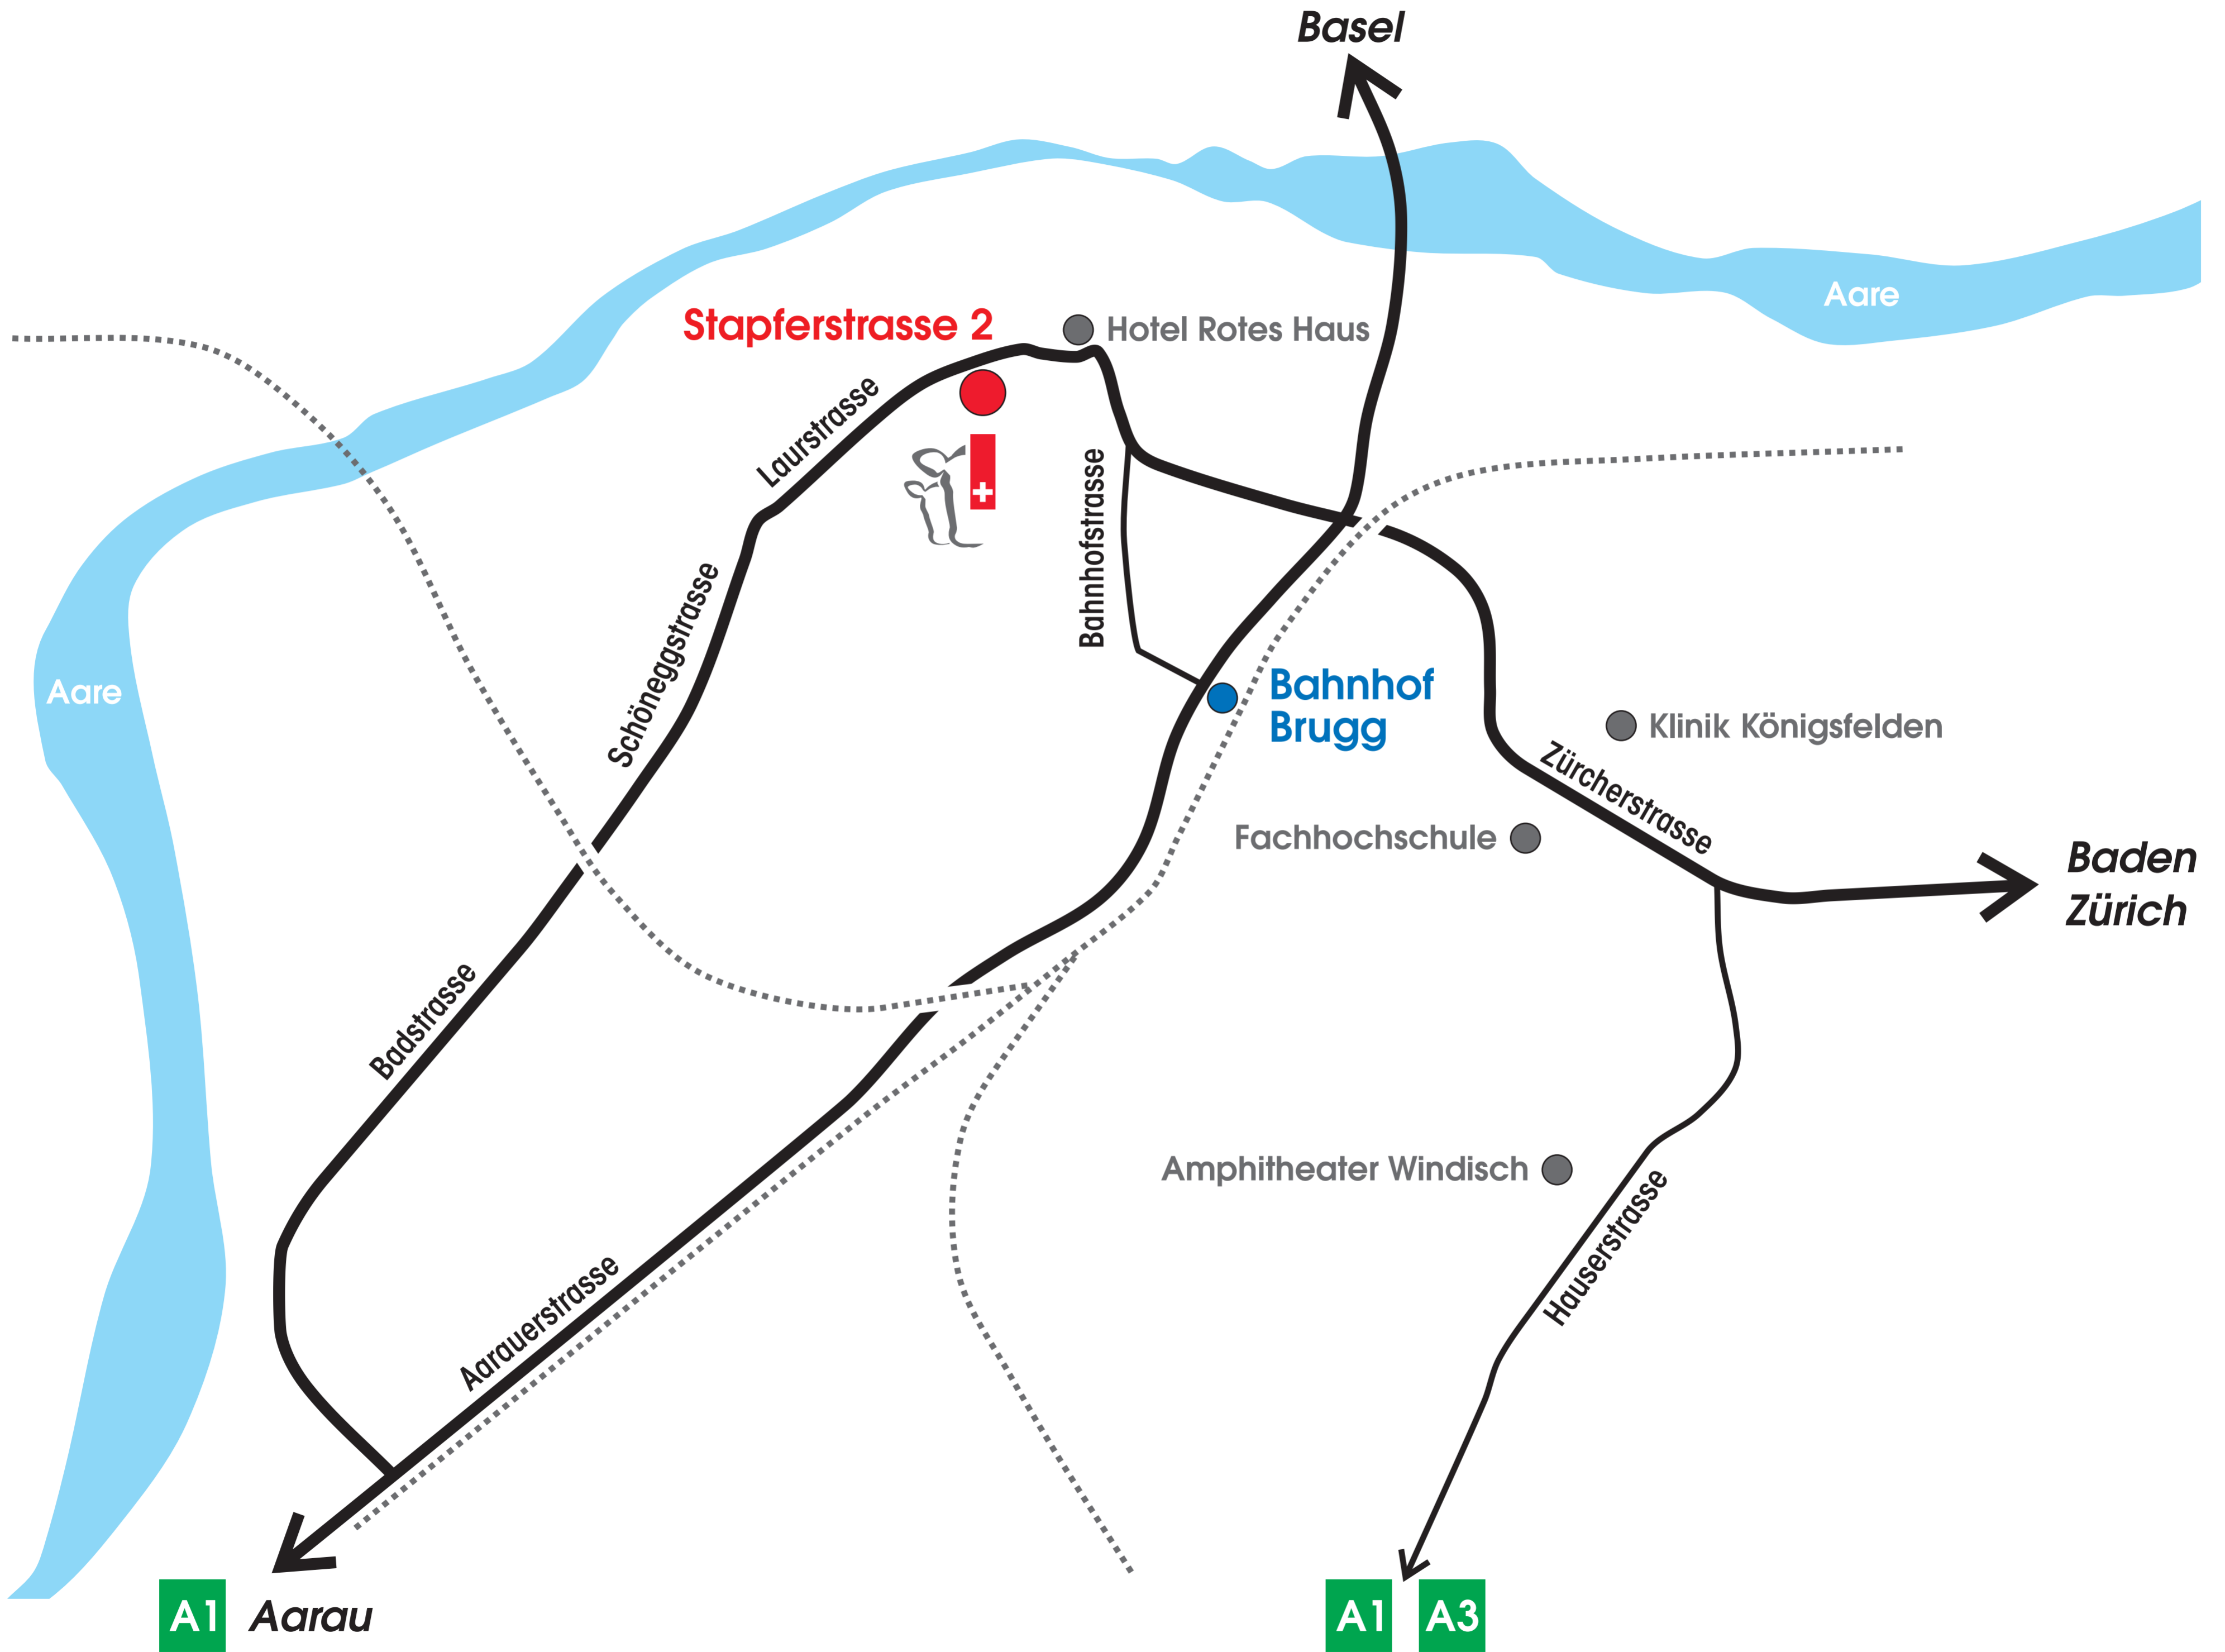 Basel
Aare
Stapferstrasse 2
Hotel Rotes Haus
Laurstrasse
Bahnhofstrasse
Schöneggstrasse
Aare
Bahnhof
Brugg
Klinik Königsfelden
Zürcherstrasse
Fachhochschule
Baden
Zürich
Badstrasse
Amphitheater Windisch
Hauserstrasse
Aarauerstrasse
A1 Aarau
A1 A3